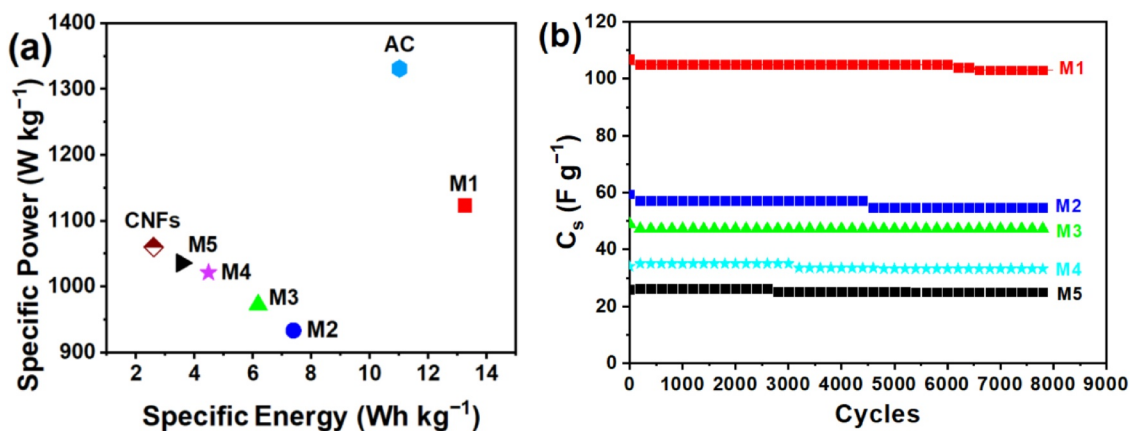 (a)
Specific Power (W kg⁻¹)
1400
1300
1200
1100
1000
900
AC
M1
CNFs
M5
M4
M3
M2
2 4 6 8 10 12 14
Specific Energy (Wh kg⁻¹)
(b)
Cₛ (F g⁻¹)
120
100
80
60
40
20
0
M1
M2
M3
M4
M5
0 1000 2000 3000 4000 5000 6000 7000 8000 9000
Cycles